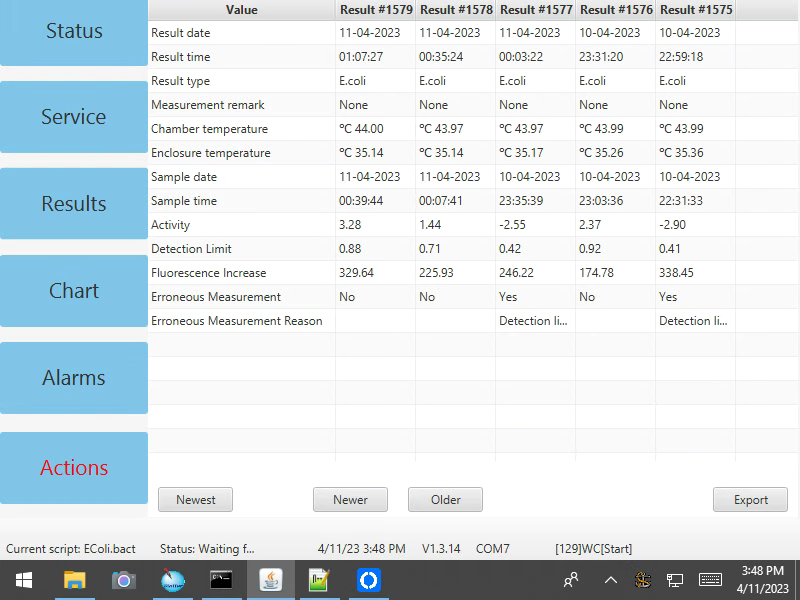 Status
Service
Results
Chart
Alarms
Actions
Value Result #1579 Result #1578 Result #1577 Result #1576 Result #1575
Result date 11-04-2023 11-04-2023 11-04-2023 10-04-2023 10-04-2023
Result time 01:07:27 00:35:24 00:03:22 23:31:20 22:59:18
Result type E.coli E.coli E.coli E.coli E.coli
Measurement remark None None None None None
Chamber temperature ºC 44.00 ºC 43.97 ºC 43.97 ºC 43.99 ºC 43.99
Enclosure temperature ºC 35.14 ºC 35.14 ºC 35.17 ºC 35.26 ºC 35.36
Sample date 11-04-2023 11-04-2023 10-04-2023 10-04-2023 10-04-2023
Sample time 00:39:44 00:07:41 23:35:39 23:03:36 22:31:33
Activity 3.28 1.44 -2.55 2.37 -2.90
Detection Limit 0.88 0.71 0.42 0.92 0.41
Fluorescence Increase 329.64 225.93 246.22 174.78 338.45
Erroneous Measurement No No Yes No Yes
Erroneous Measurement Reason Detection li... Detection li...
Newest Newer Older Export
Current script: EColi.bact Status: Waiting f... 4/11/23 3:48 PM V1.3.14 COM7 [129]WC[Start]
3:48 PM
4/11/2023